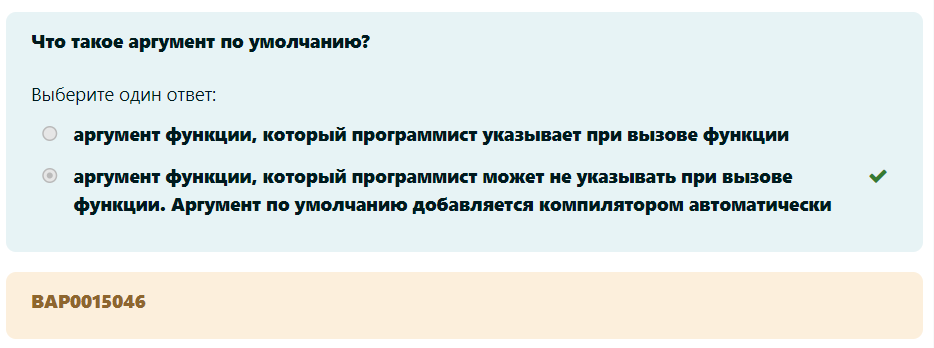 Что такое аргумент по умолчанию?
Выберите один ответ:
аргумент функции, который программист указывает при вызове функции
аргумент функции, который программист может не указывать при вызове
функции. Аргумент по умолчанию добавляется компилятором автоматически
ВАР0015046